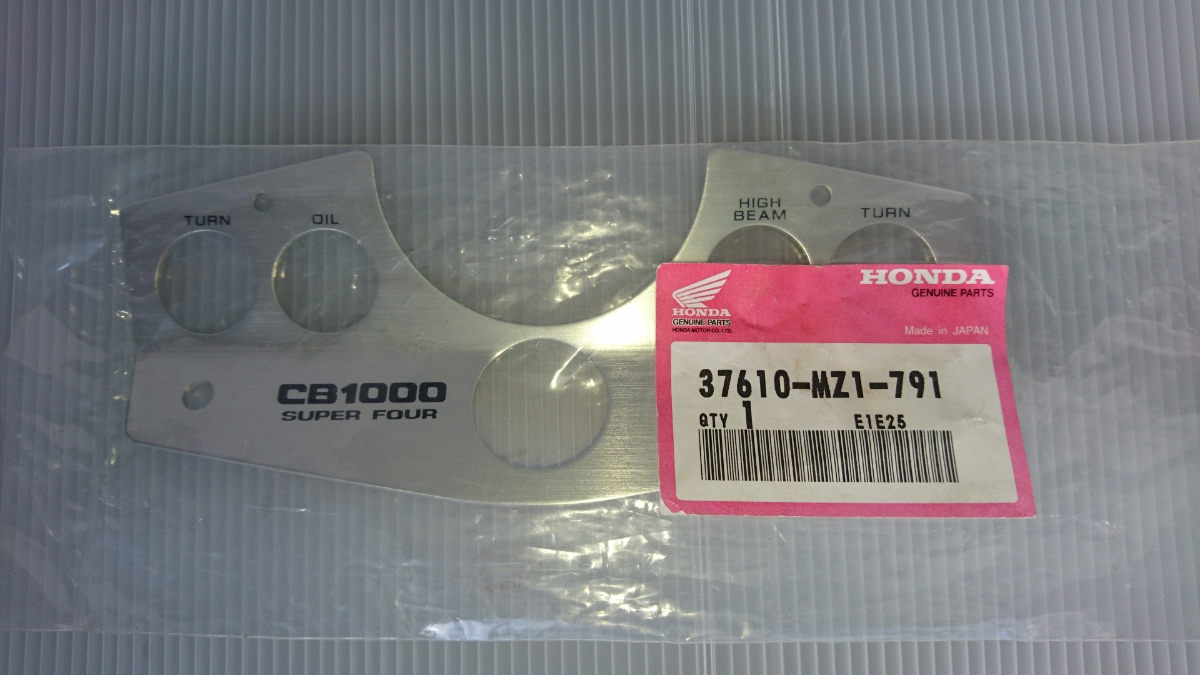 TURN
OIL
HIGH
BEAM
TURN
CB1000
SUPER FOUR
HONDA
GENUINE PARTS
HONDA MOTOR CO., LTD.
HONDA
GENUINE PARTS
Made in JAPAN
37610-MZ1-791
QTY 1 E1E25